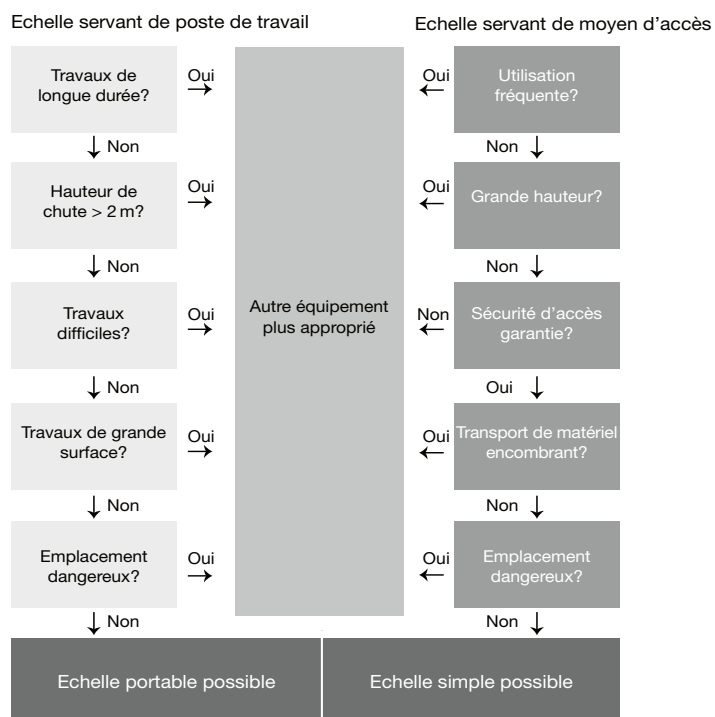 Echelle servant de poste de travail
Echelle servant de moyen d’accès
Travaux de
longue durée?
Oui
Oui
Utilisation
fréquente?
Non
Non
Hauteur de
chute > 2 m?
Oui
Oui
Grande hauteur?
Non
Non
Travaux
difficiles?
Oui
Autre équipement
plus approprié
Non
Sécurité d’accès
garantie?
Non
Oui
Travaux de grande
surface?
Oui
Oui
Transport de matériel
encombrant?
Non
Non
Emplacement
dangereux?
Oui
Oui
Emplacement
dangereux?
Non
Non
Echelle portable possible
Echelle simple possible